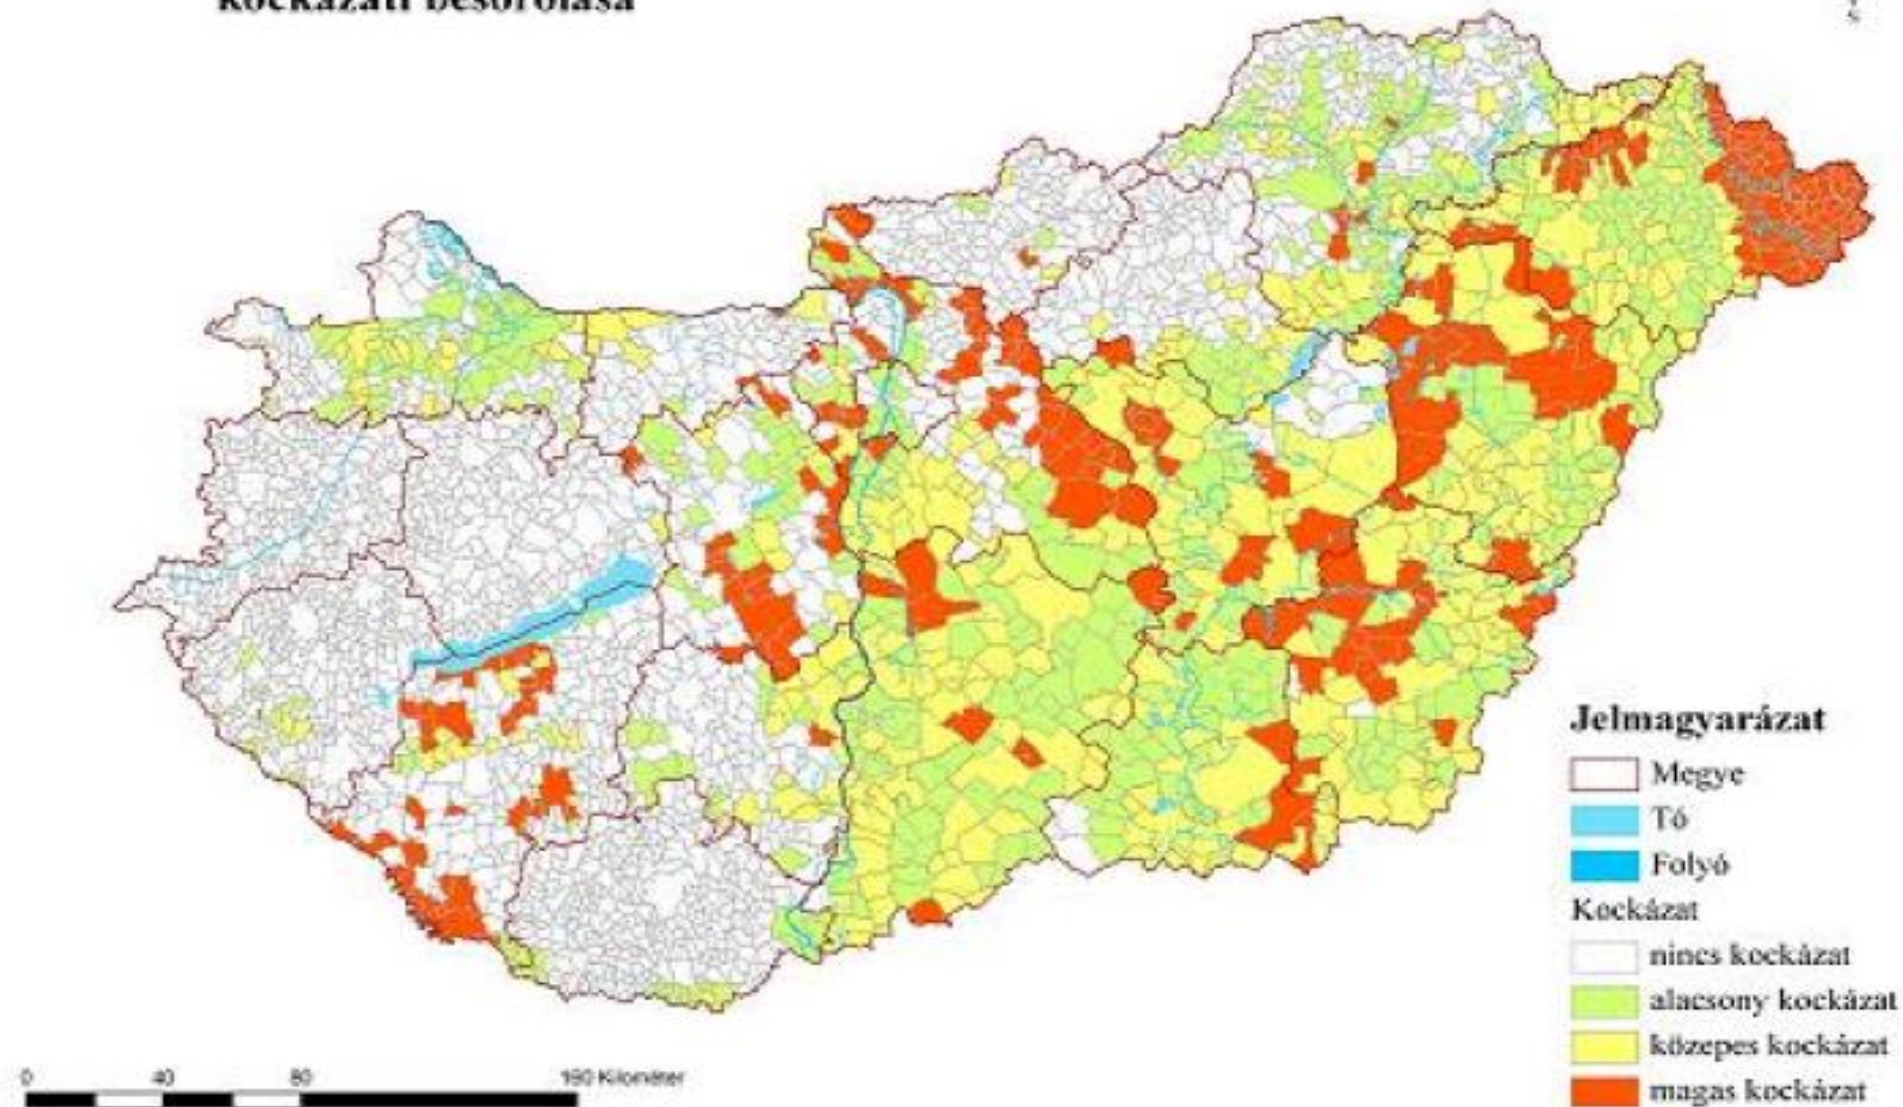 kockázati besorolása
Jelmagyarázat
Megye
Tó
Folyó
Kockázat
nincs kockázat
alacsony kockázat
közepes kockázat
magas kockázat
0 40 80 160 Kilométer